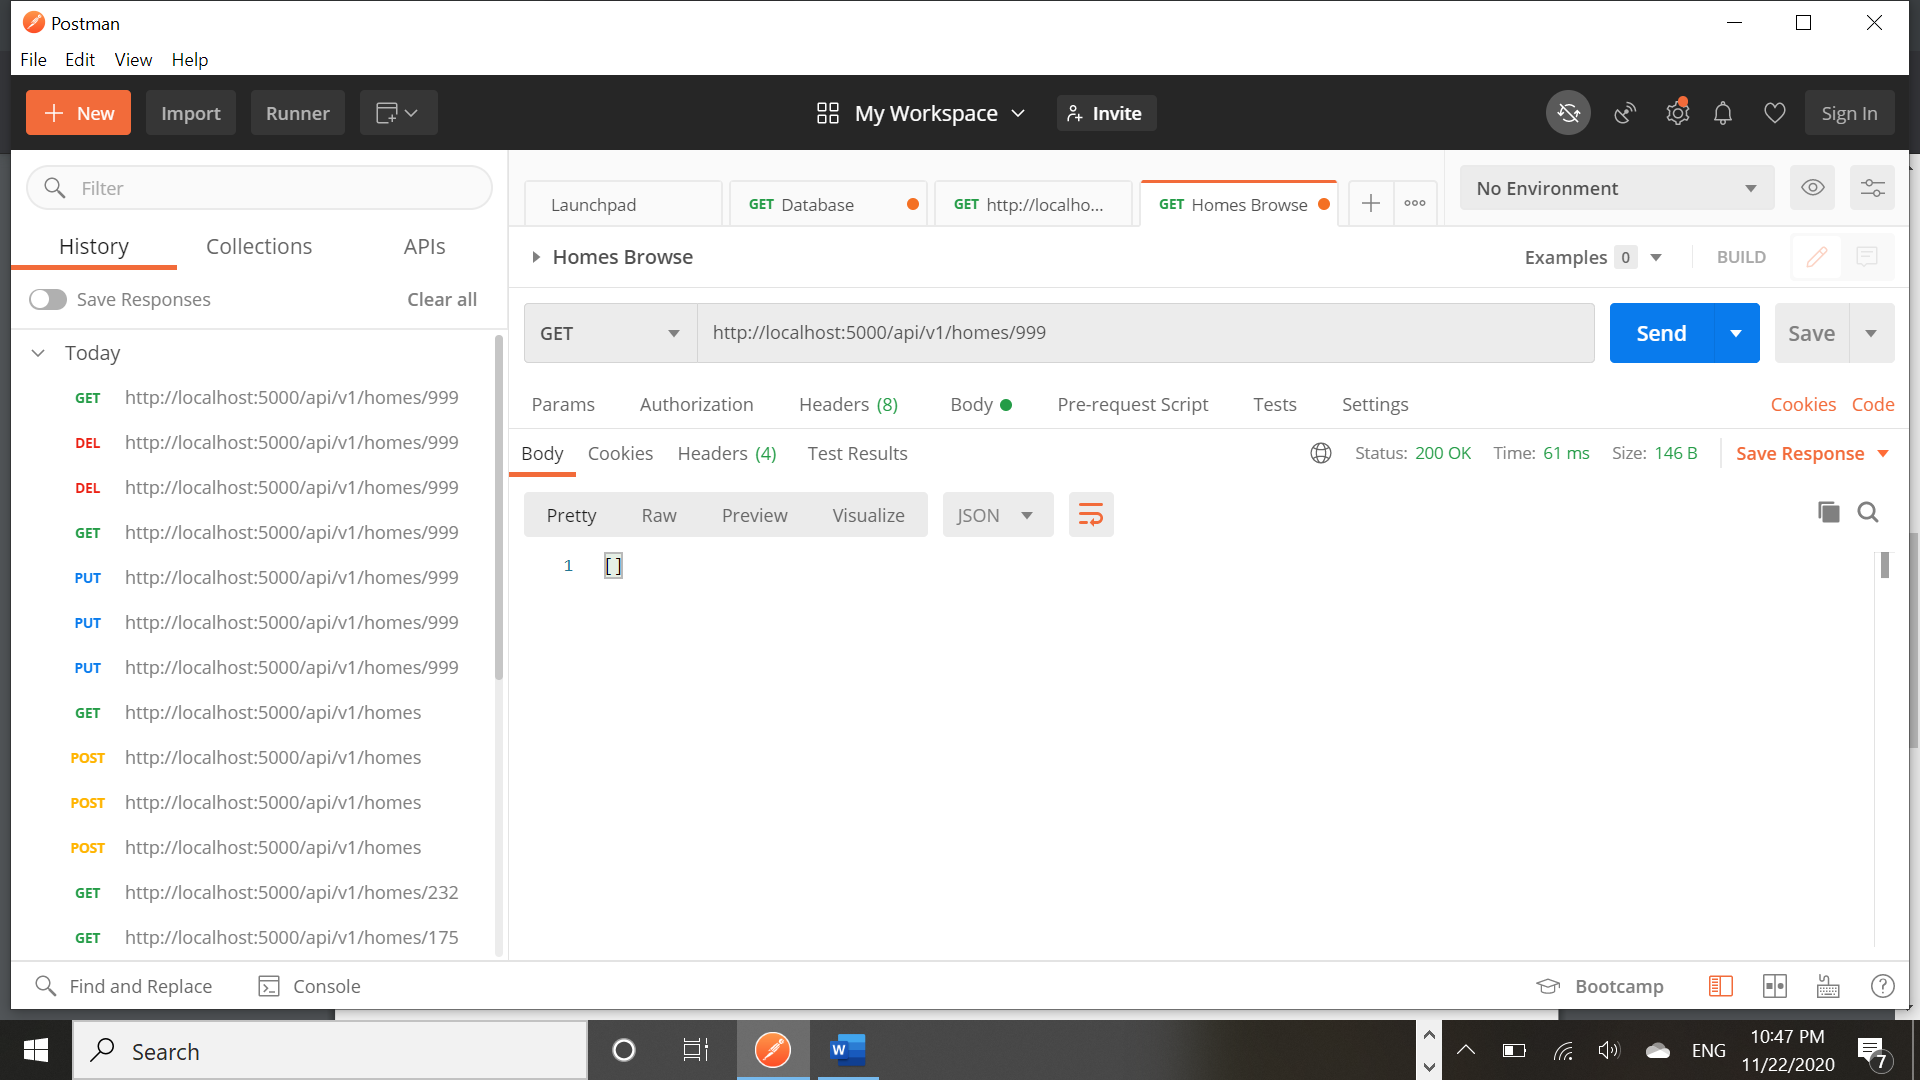 Postman
File Edit View Help
+ New Import Runner My Workspace Invite Sign In
Filter
History Collections APIs
Save Responses Clear all
Today
GET http://localhost:5000/api/v1/homes/999
DEL http://localhost:5000/api/v1/homes/999
DEL http://localhost:5000/api/v1/homes/999
GET http://localhost:5000/api/v1/homes/999
PUT http://localhost:5000/api/v1/homes/999
PUT http://localhost:5000/api/v1/homes/999
PUT http://localhost:5000/api/v1/homes/999
GET http://localhost:5000/api/v1/homes
POST http://localhost:5000/api/v1/homes
POST http://localhost:5000/api/v1/homes
POST http://localhost:5000/api/v1/homes
GET http://localhost:5000/api/v1/homes/232
GET http://localhost:5000/api/v1/homes/175
Launchpad GET Database GET http://localho... GET Homes Browse No Environment
Homes Browse Examples 0 BUILD
GET http://localhost:5000/api/v1/homes/999 Send Save
Params Authorization Headers (8) Body Pre-request Script Tests Settings Cookies Code
Body Cookies Headers (4) Test Results Status: 200 OK Time: 61 ms Size: 146 B Save Response
Pretty Raw Preview Visualize JSON
1 []
Find and Replace Console Bootcamp
Search W ENG 10:47 PM
11/22/2020 7